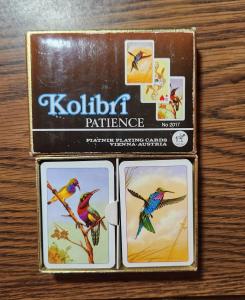 Kolibri
PATIENCE
No 2017
PIATNIK PLAYING CARDS
VIENNA·AUSTRIA